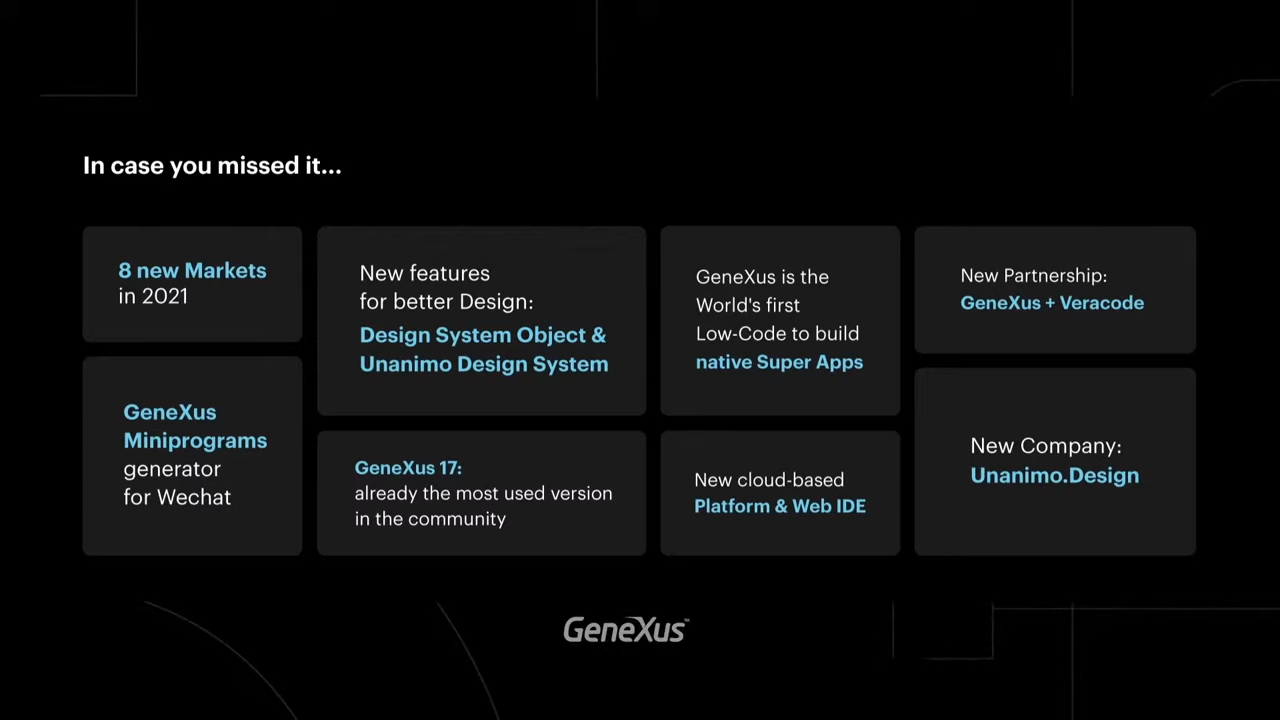 In case you missed it...
8 new Markets
in 2021
GeneXus
Miniprograms
generator
for Wechat
New features
for better Design:
Design System Object &
Unanimo Design System
GeneXus 17:
already the most used version
in the community
GeneXus is the
World's first
Low-Code to build
native Super Apps
New cloud-based
Platform & Web IDE
New Partnership:
GeneXus + Veracode
New Company:
Unanimo.Design
GeneXus™